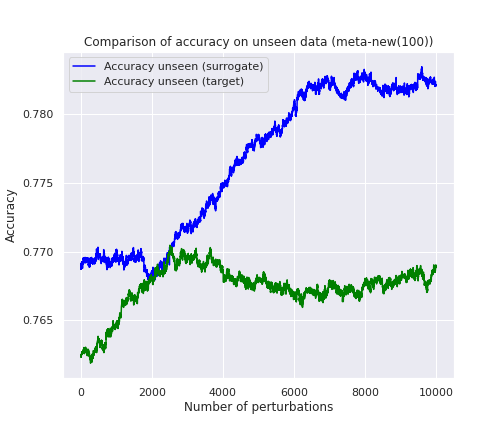 Comparison of accuracy on unseen data (meta-new(100))
Accuracy unseen (surrogate)
Accuracy unseen (target)
0.780
0.775
0.770
0.765
Accuracy
0
2000
4000
6000
8000
10000
Number of perturbations